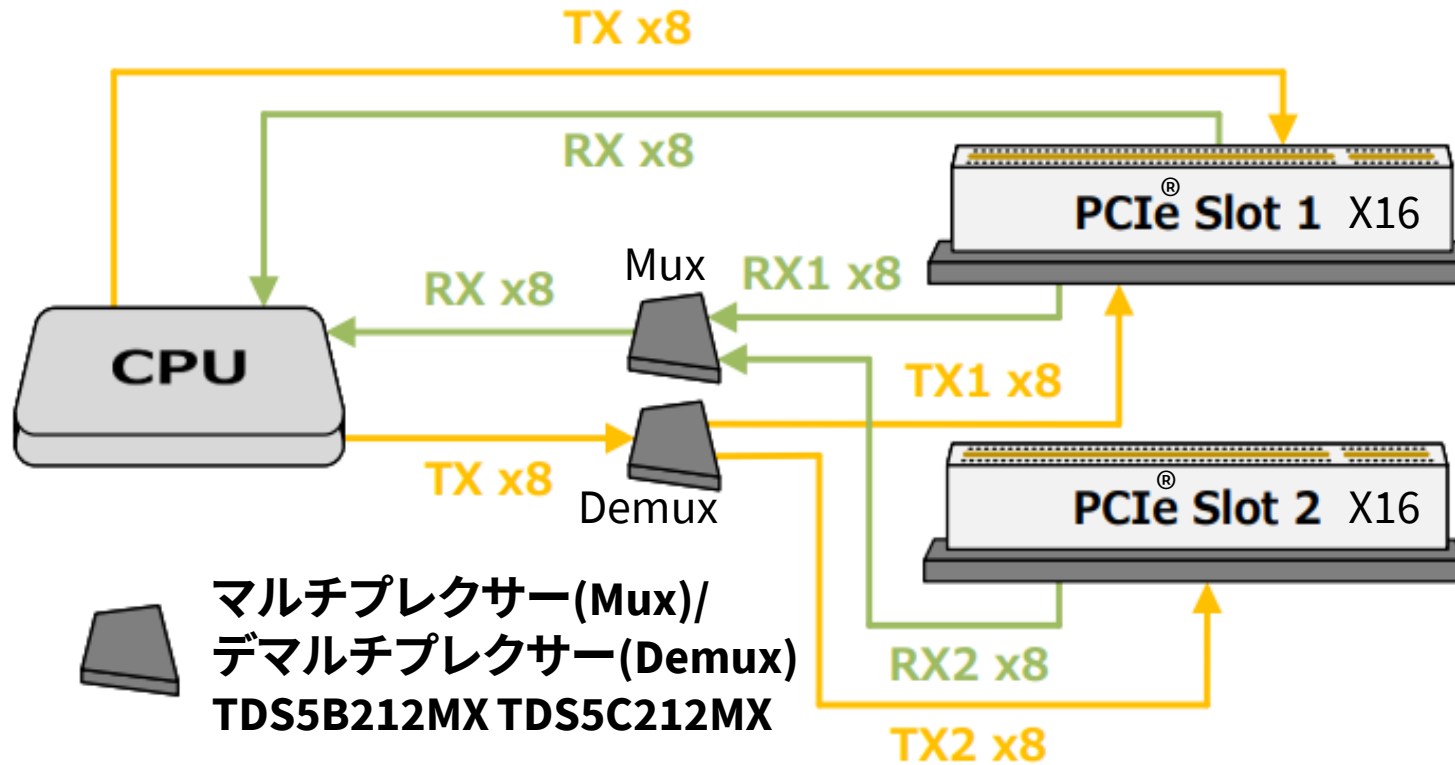 TX x8
RX x8
PCIe® Slot 1 X16
Mux
RX1 x8
RX x8
CPU
TX1 x8
TX x8
Demux
PCIe® Slot 2 X16
マルチプレクサー(Mux)/
デマルチプレクサー(Demux)
TDS5B212MX TDS5C212MX
RX2 x8
TX2 x8